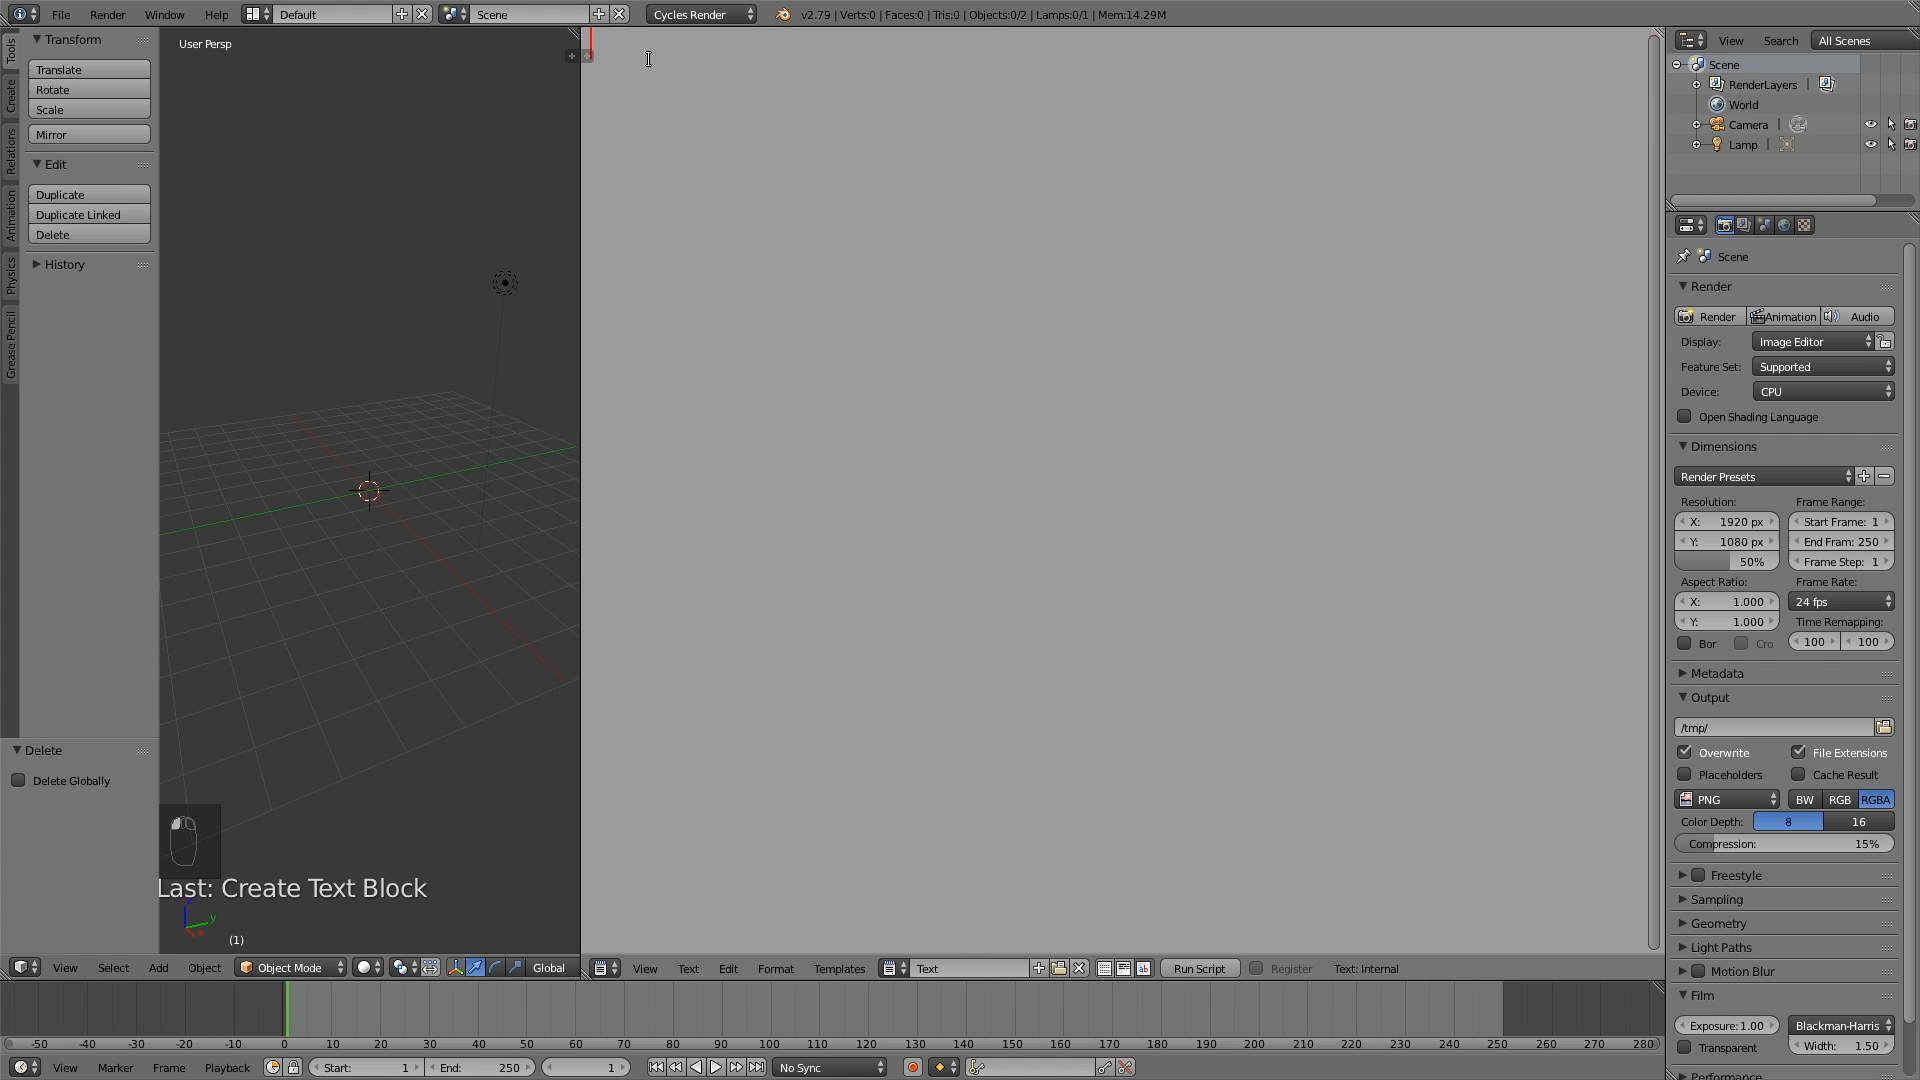 File Render Window Help Default Scene Cycles Render v2.79 | Verts:0 | Faces:0 | Tris:0 | Objects:0/2 | Lamps:0/1 | Mem:14.29M
Tools
Create
Relations
Animation
Physics
Grease Pencil
Transform
Translate
Rotate
Scale
Mirror
Edit
Duplicate
Duplicate Linked
Delete
History
Delete
Delete Globally
User Persp
Last: Create Text Block
z
y
(1)
View Select Add Object Object Mode Global
View Text Edit Format Templates Text Run Script Register Text: Internal
View Search All Scenes
Scene
RenderLayers |
World
Camera |
Lamp |
Scene
Render
Render Animation Audio
Display: Image Editor
Feature Set: Supported
Device: CPU
Open Shading Language
Dimensions
Render Presets
Resolution: Frame Range:
X: 1920 px Start Frame: 1
Y: 1080 px End Fram: 250
50% Frame Step: 1
Aspect Ratio: Frame Rate:
X: 1.000 24 fps
Y: 1.000 Time Remapping:
Bor Cro 100 100
Metadata
Output
/tmp/
Overwrite File Extensions
Placeholders Cache Result
PNG BW RGB RGBA
Color Depth: 8 16
Compression: 15%
Freestyle
Sampling
Geometry
Light Paths
Motion Blur
Film
Exposure: 1.00 Blackman-Harris
Transparent Width: 1.50
Performance
-50 -40 -30 -20 -10 0 10 20 30 40 50 60 70 80 90 100 110 120 130 140 150 160 170 180 190 200 210 220 230 240 250 260 270 280
View Marker Frame Playback Start: 1 End: 250 1 No Sync